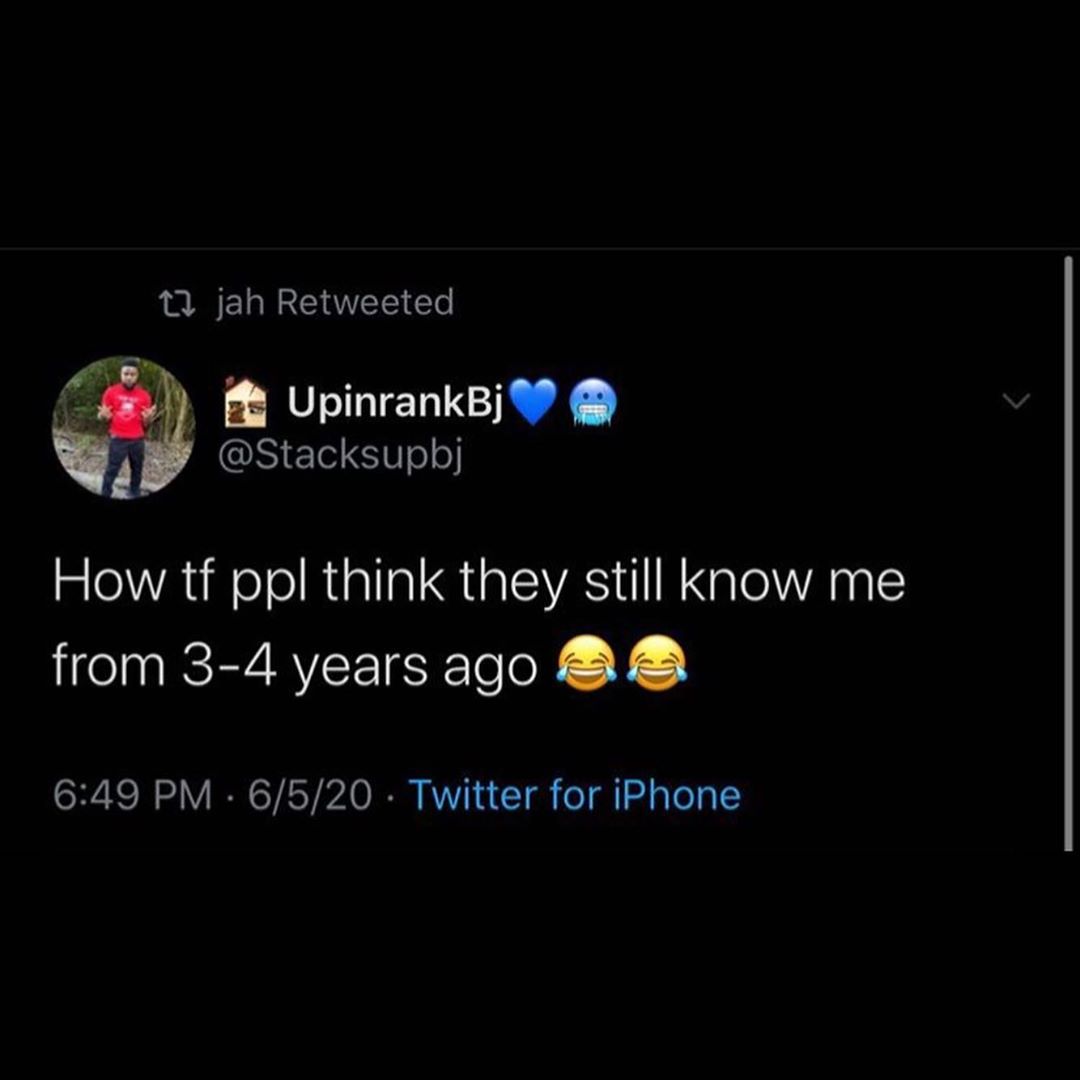 jah Retweeted
🏚 UpinrankBj💙🥶
@Stacksupbj
How tf ppl think they still know me
from 3-4 years ago 😂😂
6:49 PM · 6/5/20 · Twitter for iPhone